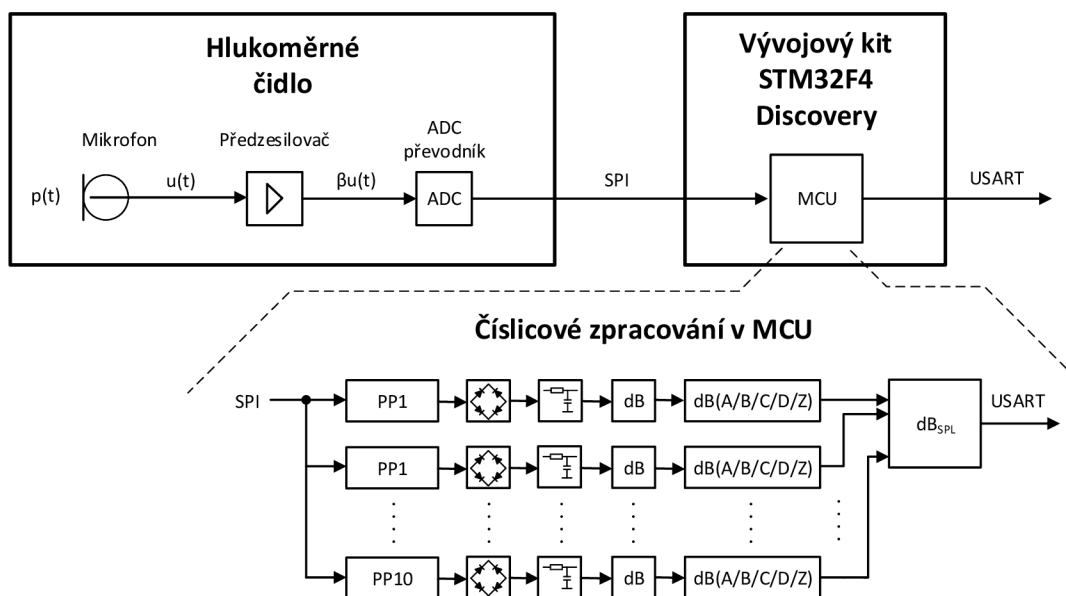 Hlukoměrné
čidlo
Vývojový kit
STM32F4
Discovery
Mikrofon
Předzesilovač
ADC
převodník
p(t)
u(t)
βu(t)
ADC
SPI
MCU
USART
Číslicové zpracování v MCU
SPI
PP1
dB
dB(A/B/C/D/Z)
dB_SPL
USART
PP1
dB
dB(A/B/C/D/Z)
PP10
dB
dB(A/B/C/D/Z)